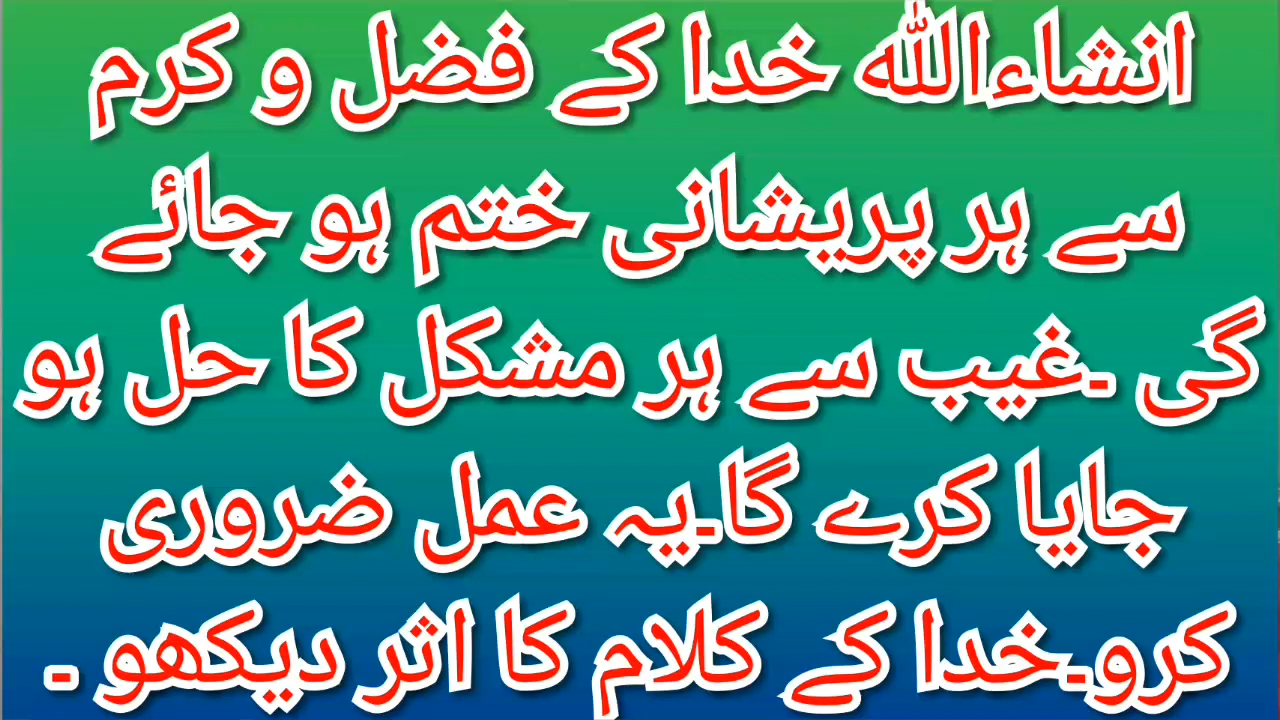 انشاءاللہ خدا کے فضل و کرم
سے ہر پریشانی ختم ہو جائے
گی ۔غیب سے ہر مشکل کا حل ہو
جایا کرے گا۔یہ عمل ضروری
کرو۔خدا کے کلام کا اثر دیکھو ۔